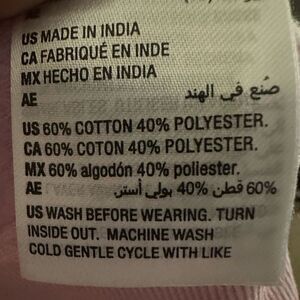 US MADE IN INDIA
CA FABRIQUÉ EN INDE
MX HECHO EN INDIA
AE صُنع في الهند
US 60% COTTON 40% POLYESTER.
CA 60% COTON 40% POLYESTER.
MX 60% algodón 40% poliester.
AE 60% قطن 40% بولي أستر
US WASH BEFORE WEARING. TURN
INSIDE OUT. MACHINE WASH
COLD GENTLE CYCLE WITH LIKE